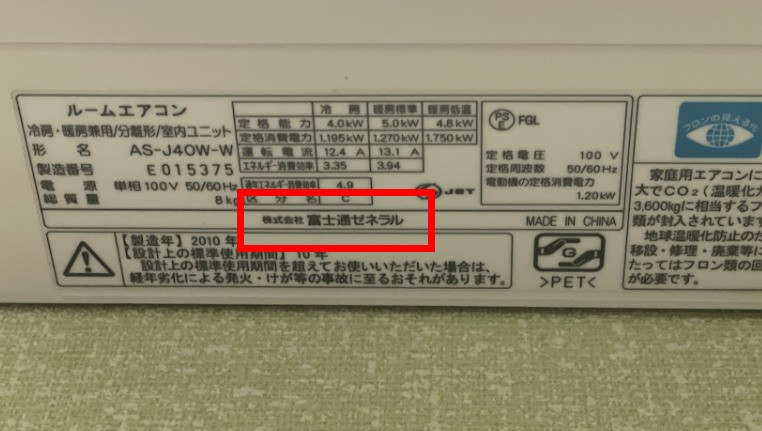 ルームエアコン
冷房・暖房兼用/分離形/室内ユニット
形名 AS-J40W-W
製造番号 E 015375
電源 単相100V 50/60Hz
総質量 8kg
冷房 暖房標準 暖房低温
定格能力 4.0kW 5.0kW 4.8kW
定格消費電力 1.195kW 1.270kW 1.750kW
運転電流 12.4 A 13.1 A
エネルギー消費効率 3.35 3.94
通年エネルギー消費効率 4.9
区分名 C
JET
株式会社 富士通ゼネラル
PS
E
FGL
定格電圧 100 V
定格周波数 50/60Hz
電動機の定格消費電力
1.20kW
MADE IN CHINA
【製造年】2010年
【設計上の標準使用期間】10年
設計上の標準使用期間を超えてお使いいただいた場合は、
経年劣化による発火・けが等の事故に至るおそれがあります。
G
>PET<
フロンの見える化
家庭用エアコンに
大でCO2(温暖化
3,600kgに相当するフ
類が封入されています
地球温暖化防止のた
移設・修理・廃棄等に
たってはフロン類の回
が必要です。